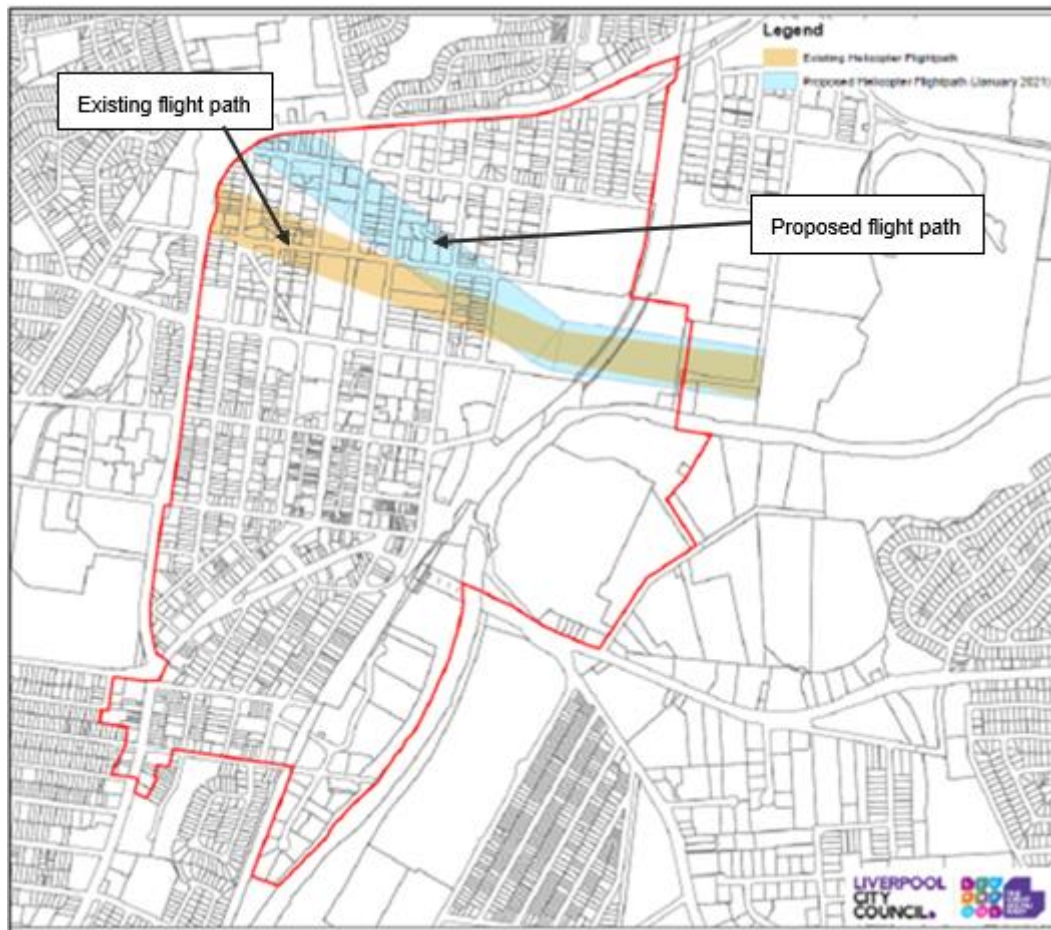 Legend
Existing Helicopter Flightpath
Proposed Helicopter Flightpath (January 2021)
Existing flight path
Proposed flight path
LIVERPOOL
CITY
COUNCIL.